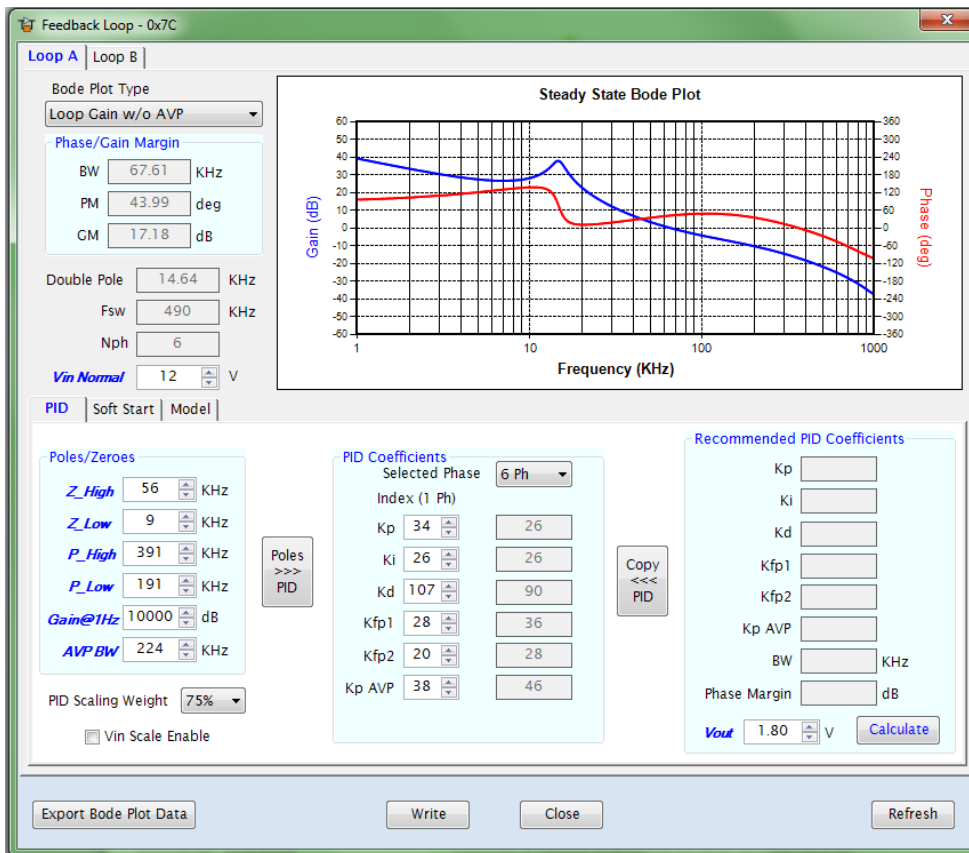 Feedback Loop - 0x7C
x
Loop A Loop B
Bode Plot Type
Loop Gain w/o AVP
Phase/Gain Margin
BW 67.61 KHz
PM 43.99 deg
GM 17.18 dB
Double Pole 14.64 KHz
Fsw 490 KHz
Nph 6
Vin Normal 12 V
Steady State Bode Plot
60 360
50 300
40 240
30 180
20 120
10 60
0 0
-10 -60
-20 -120
-30 -180
-40 -240
-50 -300
-60 -360
Gain (dB)
Phase (deg)
1 10 100 1000
Frequency (KHz)
PID Soft Start Model
Poles/Zeroes
Z_High 56 KHz
Z_Low 9 KHz
P_High 391 KHz
P_Low 191 KHz
Gain@1Hz 10000 dB
AVP BW 224 KHz
PID Scaling Weight 75%
Vin Scale Enable
Poles
>>>
PID
PID Coefficients
Selected Phase 6 Ph
Index (1 Ph)
Kp 34 26
Ki 26 26
Kd 107 90
Kfp1 28 36
Kfp2 20 28
Kp AVP 38 46
Copy
<<<
PID
Recommended PID Coefficients
Kp
Ki
Kd
Kfp1
Kfp2
Kp AVP
BW KHz
Phase Margin dB
Vout 1.80 V Calculate
Export Bode Plot Data Write Close Refresh